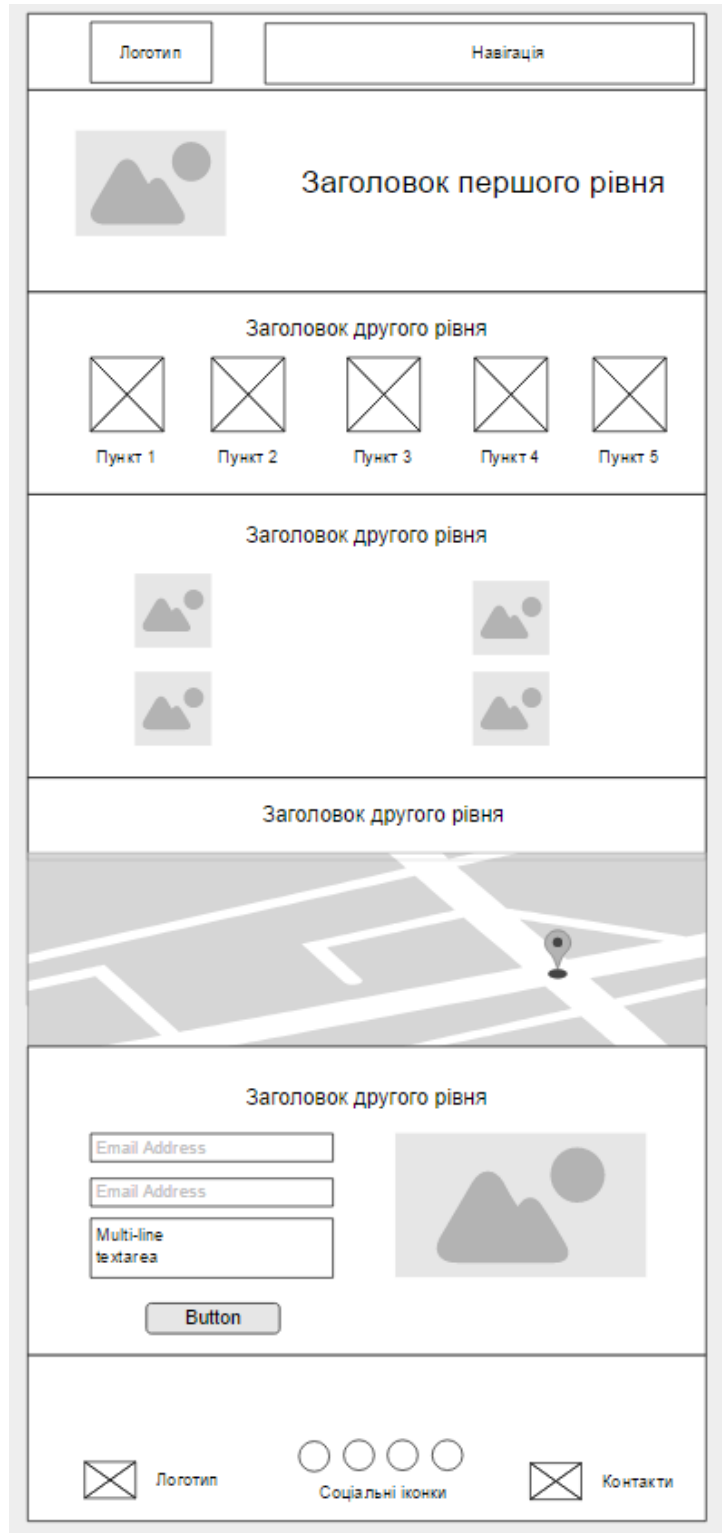 Логотип
Навігація
Заголовок першого рівня
Заголовок другого рівня
Пункт 1
Пункт 2
Пункт 3
Пункт 4
Пункт 5
Заголовок другого рівня
Заголовок другого рівня
Заголовок другого рівня
Email Address
Email Address
Multi-line
textarea
Button
Логотип
Соціальні іконки
Контакти